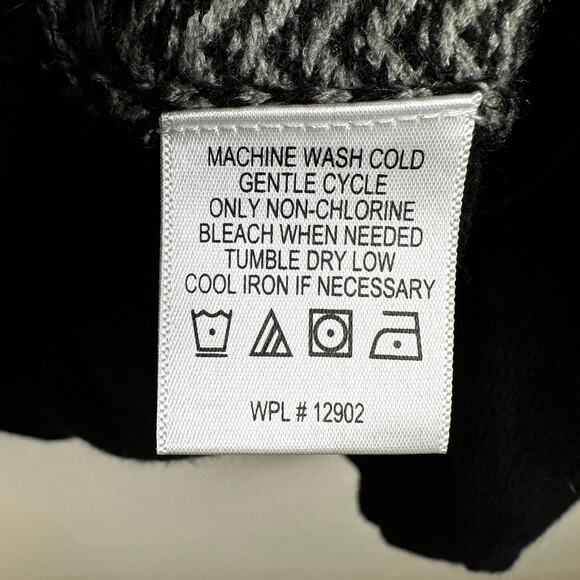 MACHINE WASH COLD
GENTLE CYCLE
ONLY NON-CHLORINE
BLEACH WHEN NEEDED
TUMBLE DRY LOW
COOL IRON IF NECESSARY
WPL # 12902